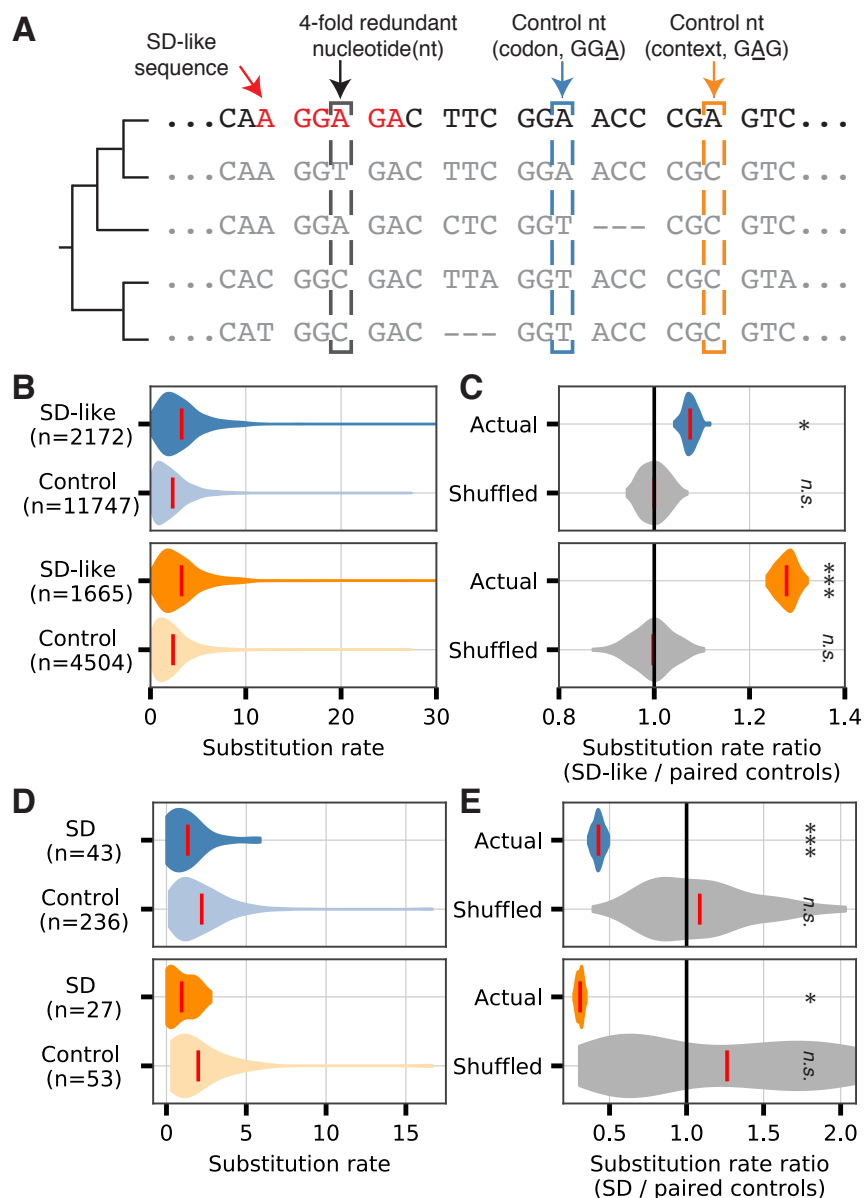 A
SD-like
sequence
4-fold redundant
nucleotide(nt)
Control nt
(codon, GGA)
Control nt
(context, GAG)
...CAA AGGA GAC TTC GGA ACC CGA GTC...
...CAA GGT GAC TTC GGA ACC CGC GTC...
...CAA GGA GAC CTC GGT --- CGC GTC...
...CAC GGC GAC TTA GGT ACC CGC GTA...
...CAT GGC GAC --- GGT ACC CGC GTC...
B
SD-like
(n=2172)
Control
(n=11747)
SD-like
(n=1665)
Control
(n=4504)
0 10 20 30
Substitution rate
C
Actual
*
Shuffled
n.s.
Actual
***
Shuffled
n.s.
0.8 1.0 1.2 1.4
Substitution rate ratio
(SD-like / paired controls)
D
SD
(n=43)
Control
(n=236)
SD
(n=27)
Control
(n=53)
0 5 10 15
Substitution rate
E
Actual
***
Shuffled
n.s.
Actual
*
Shuffled
n.s.
0.5 1.0 1.5 2.0
Substitution rate ratio
(SD / paired controls)